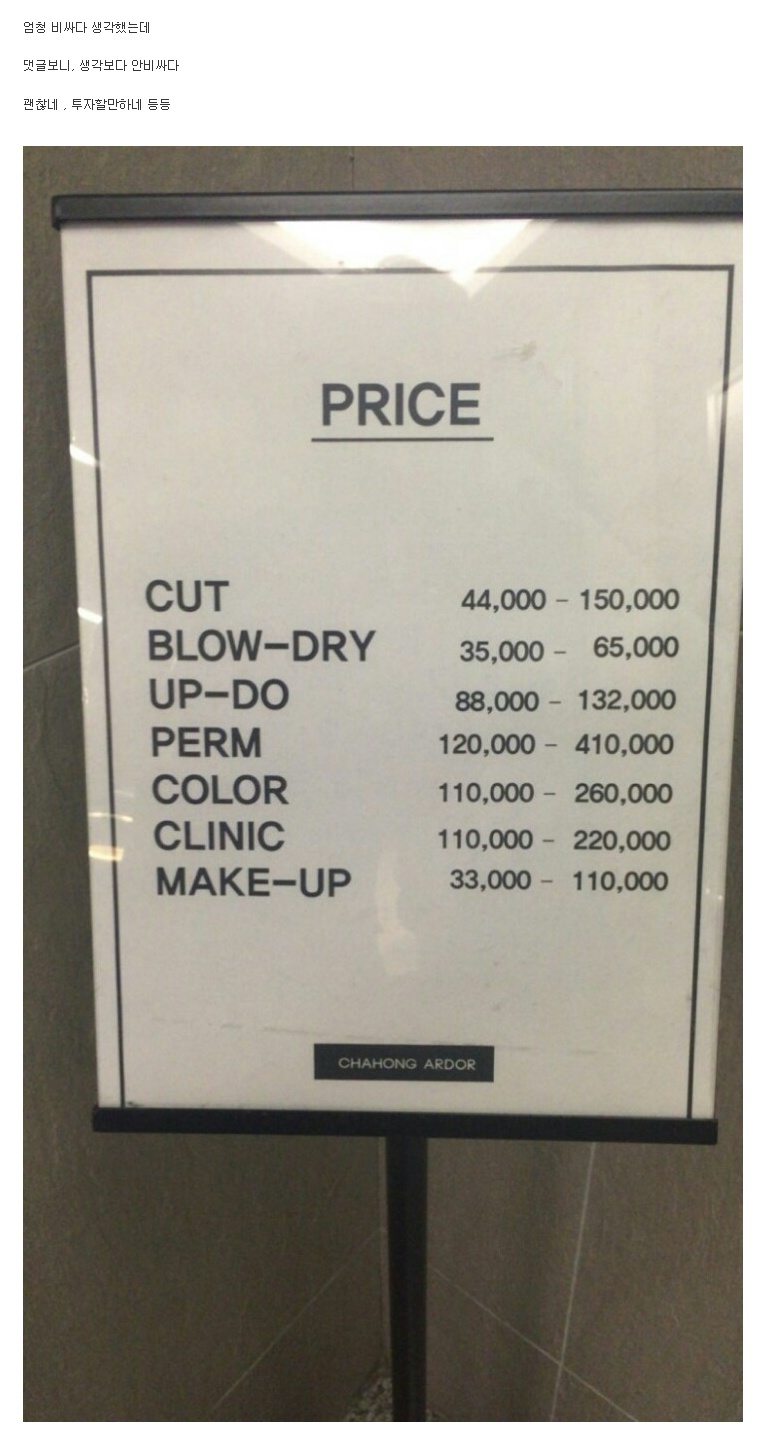 엄청 비싸다 생각했는데
댓글보니, 생각보다 안비싸다
괜찮네 , 투자할만하네 등등
PRICE
CUT 44,000 - 150,000
BLOW-DRY 35,000 - 65,000
UP-DO 88,000 - 132,000
PERM 120,000 - 410,000
COLOR 110,000 - 260,000
CLINIC 110,000 - 220,000
MAKE-UP 33,000 - 110,000
CHAHONG ARDOR